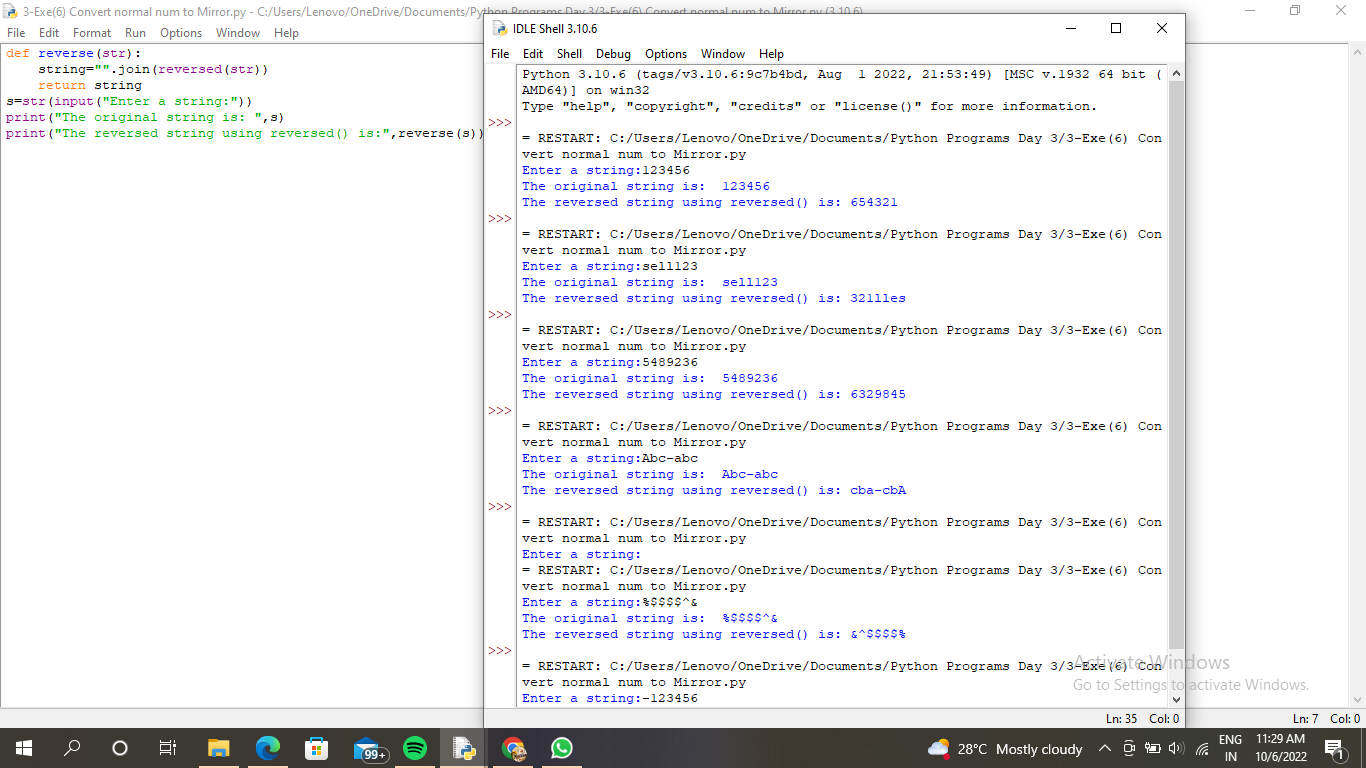 3-Exe(6) Convert normal num to Mirror.py - C:/Users/Lenovo/OneDrive/Documents/Python Programs Day 3/3-Exe(6) Convert normal num to Mirror.py (3.10.6)
File Edit Format Run Options Window Help
def reverse(str):
    string="".join(reversed(str))
    return string
s=str(input("Enter a string:"))
print("The original string is: ",s)
print("The reversed string using reversed() is:",reverse(s))
IDLE Shell 3.10.6
File Edit Shell Debug Options Window Help
Python 3.10.6 (tags/v3.10.6:9c7b4bd, Aug  1 2022, 21:53:49) [MSC v.1932 64 bit (
AMD64)] on win32
Type "help", "copyright", "credits" or "license()" for more information.
>>>
= RESTART: C:/Users/Lenovo/OneDrive/Documents/Python Programs Day 3/3-Exe(6) Con
vert normal num to Mirror.py
Enter a string:123456
The original string is:  123456
The reversed string using reversed() is: 654321
>>>
= RESTART: C:/Users/Lenovo/OneDrive/Documents/Python Programs Day 3/3-Exe(6) Con
vert normal num to Mirror.py
Enter a string:sell123
The original string is:  sell123
The reversed string using reversed() is: 321lles
>>>
= RESTART: C:/Users/Lenovo/OneDrive/Documents/Python Programs Day 3/3-Exe(6) Con
vert normal num to Mirror.py
Enter a string:5489236
The original string is:  5489236
The reversed string using reversed() is: 6329845
>>>
= RESTART: C:/Users/Lenovo/OneDrive/Documents/Python Programs Day 3/3-Exe(6) Con
vert normal num to Mirror.py
Enter a string:Abc-abc
The original string is:  Abc-abc
The reversed string using reversed() is: cba-cbA
>>>
= RESTART: C:/Users/Lenovo/OneDrive/Documents/Python Programs Day 3/3-Exe(6) Con
vert normal num to Mirror.py
Enter a string:
= RESTART: C:/Users/Lenovo/OneDrive/Documents/Python Programs Day 3/3-Exe(6) Con
vert normal num to Mirror.py
Enter a string:%$$$$^&
The original string is:  %$$$$^&
The reversed string using reversed() is: &^$$$$%
>>>
= RESTART: C:/Users/Lenovo/OneDrive/Documents/Python Programs Day 3/3-Exe(6) Con
vert normal num to Mirror.py
Enter a string:-123456
Activate Windows
Go to Settings to activate Windows.
Ln: 35 Col: 0
Ln: 7 Col: 0
99+
28°C Mostly cloudy
ENG
IN
11:29 AM
10/6/2022
1